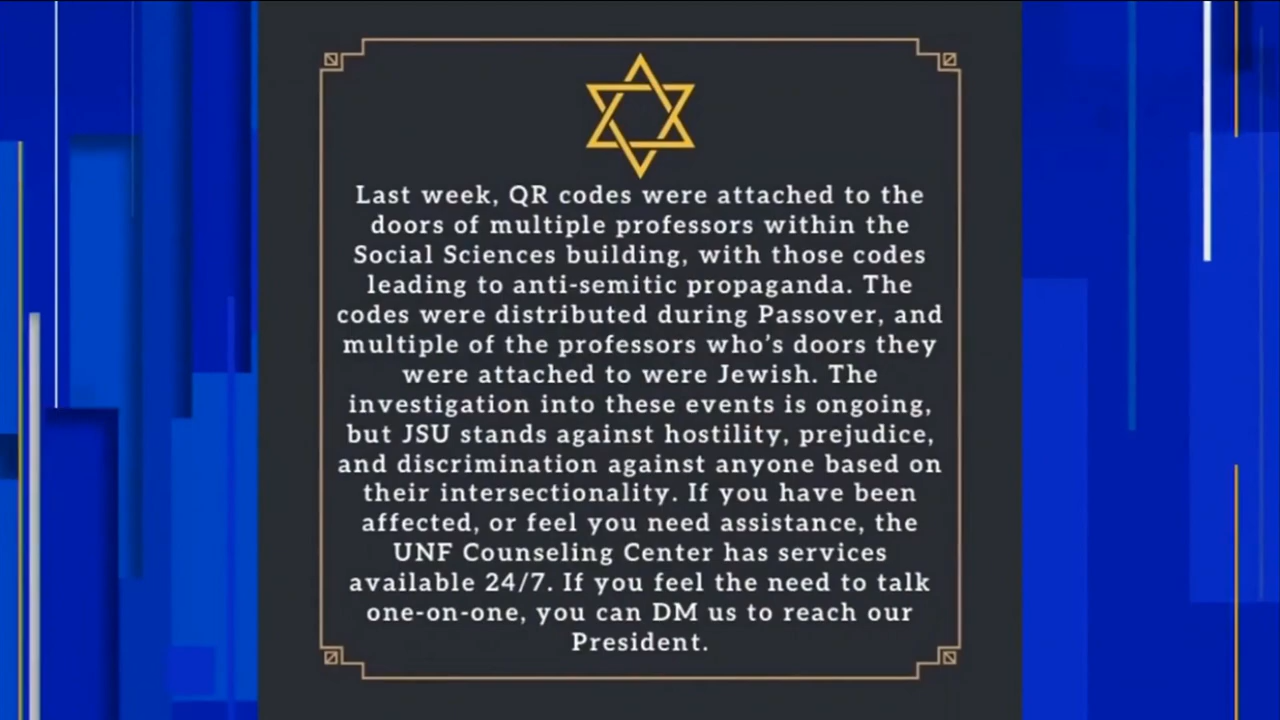 Last week, QR codes were attached to the
doors of multiple professors within the
Social Sciences building, with those codes
leading to anti-semitic propaganda. The
codes were distributed during Passover, and
multiple of the professors who's doors they
were attached to were Jewish. The
investigation into these events is ongoing,
but JSU stands against hostility, prejudice,
and discrimination against anyone based on
their intersectionality. If you have been
affected, or feel you need assistance, the
UNF Counseling Center has services
available 24/7. If you feel the need to talk
one-on-one, you can DM us to reach our
President.